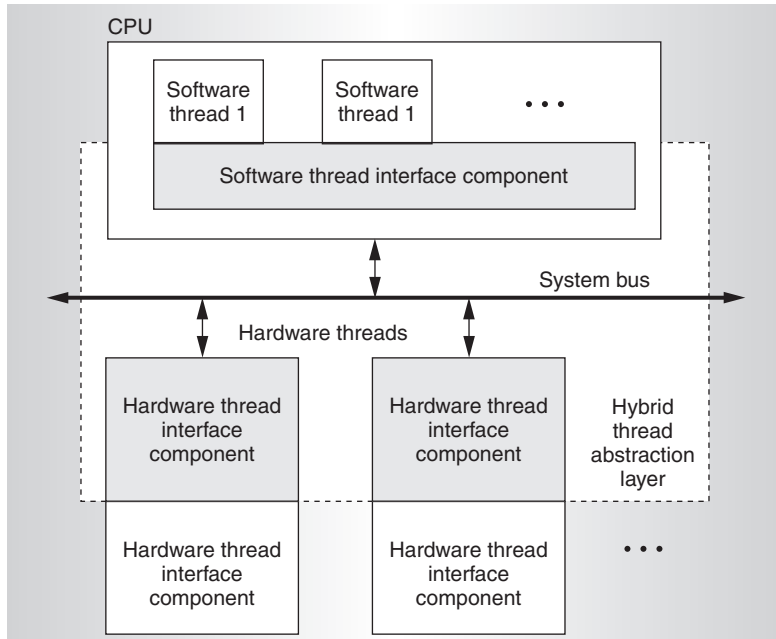 CPU
Software
thread 1
Software
thread 1
Software thread interface component
System bus
Hardware threads
Hardware thread
interface
component
Hardware thread
interface
component
Hybrid
thread
abstraction
layer
Hardware thread
interface
component
Hardware thread
interface
component